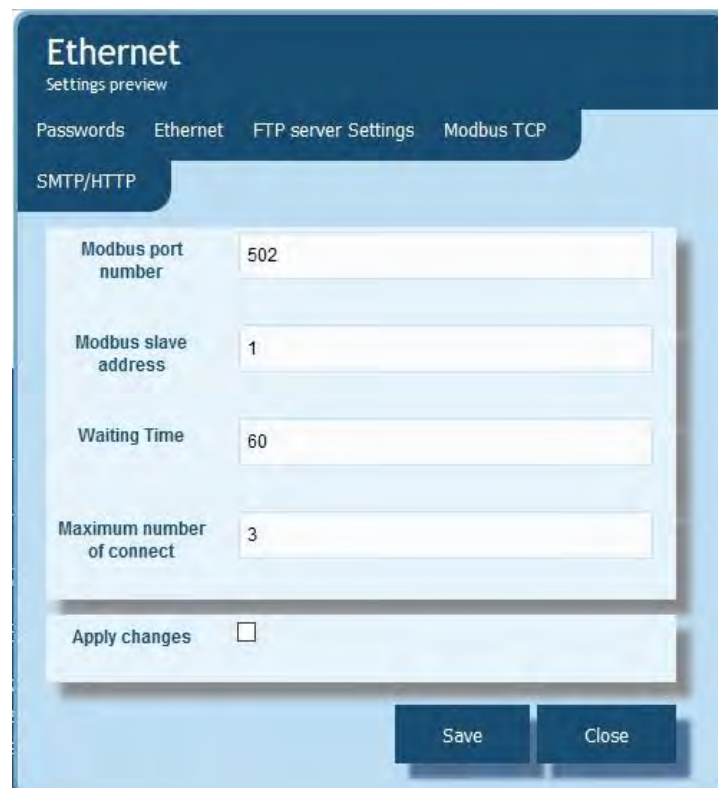 Ethernet
Settings preview
Passwords Ethernet FTP server Settings Modbus TCP
SMTP/HTTP
Modbus port
number
502
Modbus slave
address
1
Waiting Time
60
Maximum number
of connect
3
Apply changes
Save Close